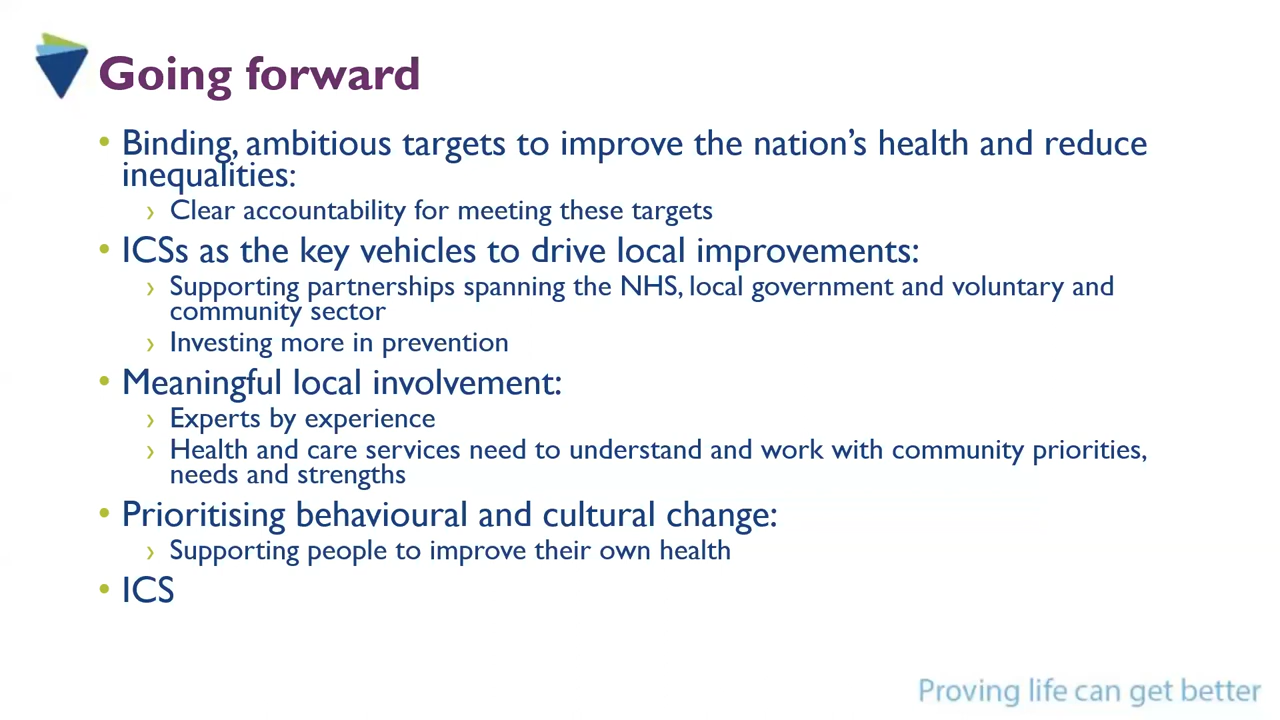 Going forward
• Binding, ambitious targets to improve the nation’s health and reduce
inequalities:
› Clear accountability for meeting these targets
• ICSs as the key vehicles to drive local improvements:
› Supporting partnerships spanning the NHS, local government and voluntary and
community sector
› Investing more in prevention
• Meaningful local involvement:
› Experts by experience
› Health and care services need to understand and work with community priorities,
needs and strengths
• Prioritising behavioural and cultural change:
› Supporting people to improve their own health
• ICS
Proving life can get better